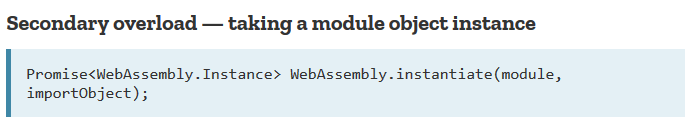 Secondary overload — taking a module object instance
Promise<WebAssembly.Instance> WebAssembly.instantiate(module,
importObject);